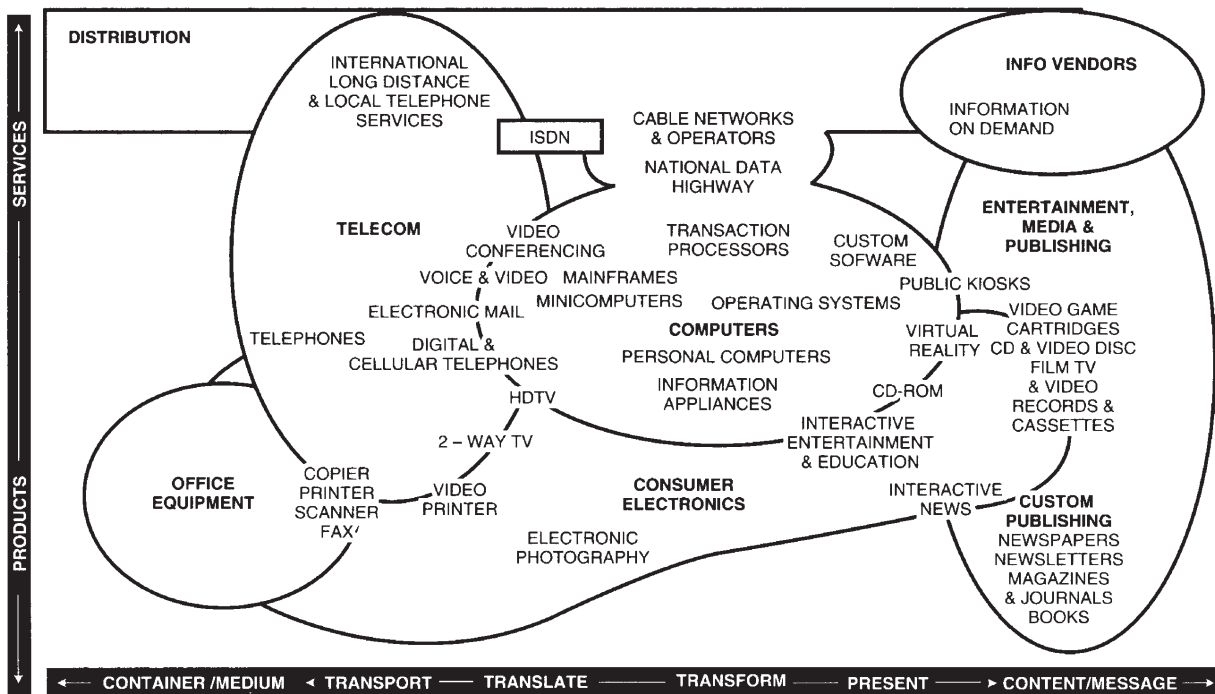 DISTRIBUTION
INTERNATIONAL
LONG DISTANCE
& LOCAL TELEPHONE
SERVICES
INFO VENDORS
INFORMATION
ON DEMAND
ISDN
CABLE NETWORKS
& OPERATORS
NATIONAL DATA
HIGHWAY
TELECOM
VIDEO
CONFERENCING
TRANSACTION
PROCESSORS
CUSTOM
SOFWARE
ENTERTAINMENT,
MEDIA &
PUBLISHING
VOICE & VIDEO
MAINFRAMES
MINICOMPUTERS
OPERATING SYSTEMS
PUBLIC KIOSKS
ELECTRONIC MAIL
COMPUTERS
VIRTUAL
REALITY
VIDEO GAME
CARTRIDGES
CD & VIDEO DISC
FILM TV
& VIDEO
RECORDS &
CASSETTES
TELEPHONES
DIGITAL &
CELLULAR TELEPHONES
PERSONAL COMPUTERS
INFORMATION
APPLIANCES
HDTV
CD-ROM
2 – WAY TV
INTERACTIVE
ENTERTAINMENT
& EDUCATION
OFFICE
EQUIPMENT
COPIER
PRINTER
SCANNER
FAX
VIDEO
PRINTER
CONSUMER
ELECTRONICS
INTERACTIVE
NEWS
ELECTRONIC
PHOTOGRAPHY
CUSTOM
PUBLISHING
NEWSPAPERS
NEWSLETTERS
MAGAZINES
& JOURNALS
BOOKS
SERVICES
PRODUCTS
CONTAINER /MEDIUM
TRANSPORT
TRANSLATE
TRANSFORM
PRESENT
CONTENT/MESSAGE